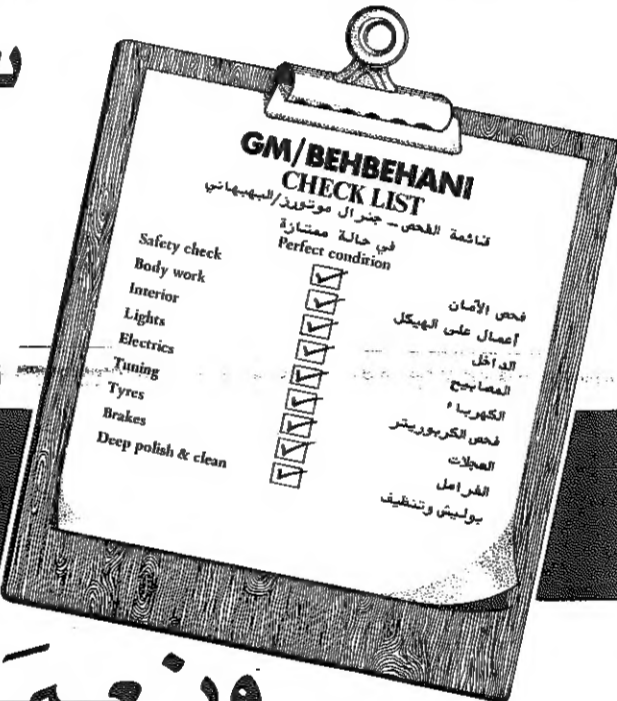 GM/BEHBEHANI
CHECK LIST
قائمة الفحص - جنرال موتورز/البهبهاني
في حالة ممتازة
Perfect condition
Safety check
Body work
Interior
Lights
Electrics
Tuning
Tyres
Brakes
Deep polish & clean
فحص الأمان
أعمال على الهيكل
الداخل
المصابيح
الكهرباء
فحص الكربوريتر
العجلات
الفرامل
بوليش وتنظيف